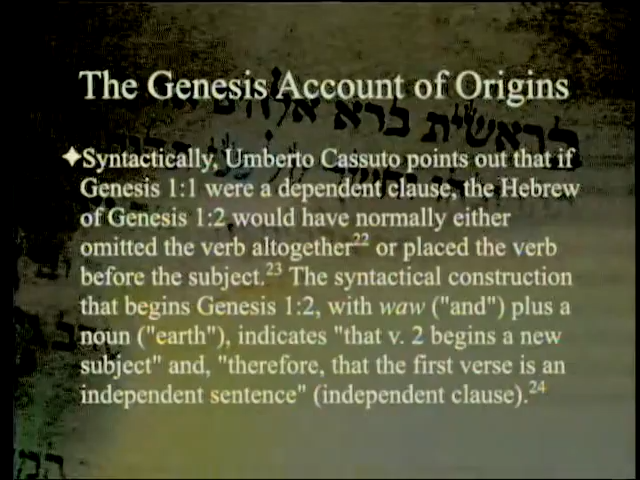 The Genesis Account of Origins
בראשית ברא אלהים
✦Syntactically, Umberto Cassuto points out that if
Genesis 1:1 were a dependent clause, the Hebrew
of Genesis 1:2 would have normally either
omitted the verb altogether22 or placed the verb
before the subject.23 The syntactical construction
that begins Genesis 1:2, with waw ("and") plus a
noun ("earth"), indicates "that v. 2 begins a new
subject" and, "therefore, that the first verse is an
independent sentence" (independent clause).24